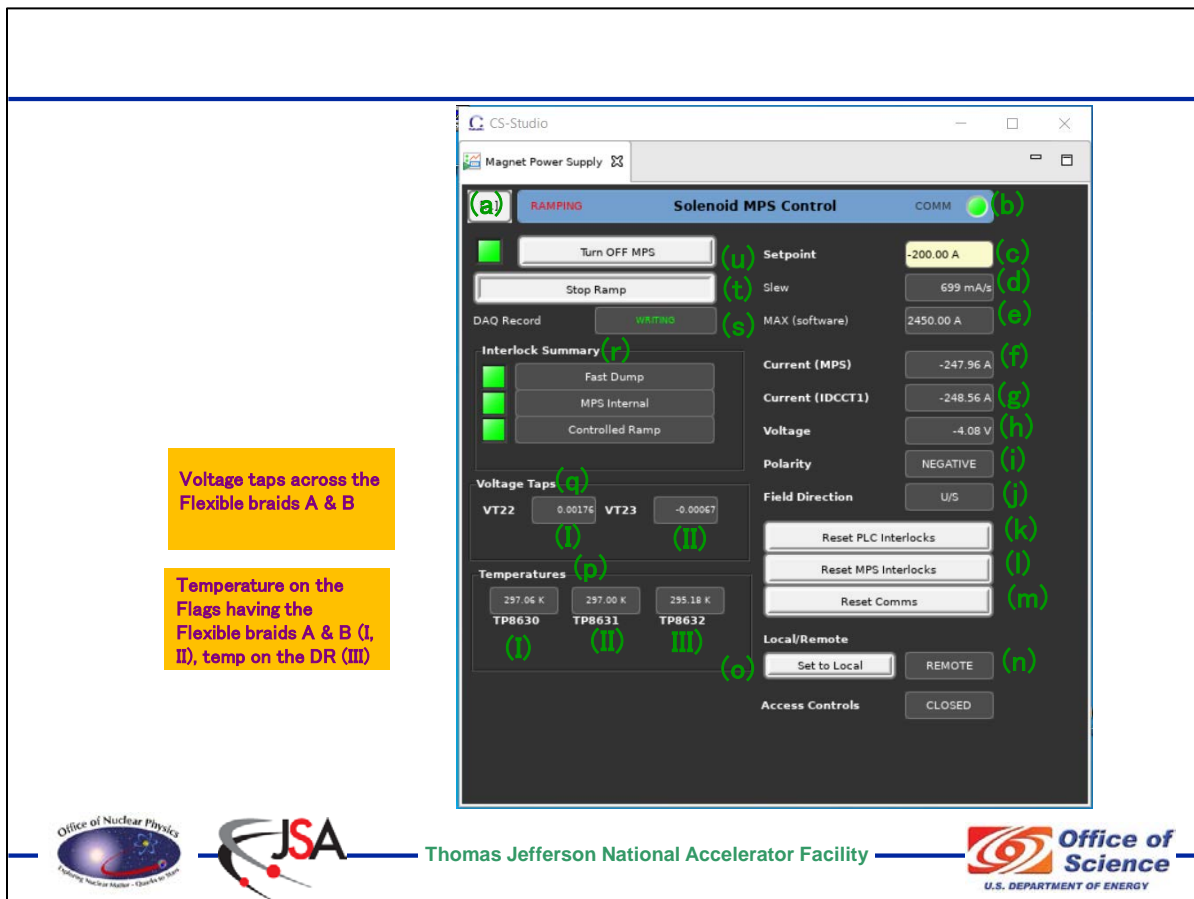 CS-Studio
Magnet Power Supply
(a) RAMPING Solenoid MPS Control COMM (b)
Turn OFF MPS (u) Setpoint -200.00 A (c)
Stop Ramp (t) Slew 699 mA/s (d)
DAQ Record WRITING (s) MAX (software) 2450.00 A (e)
Interlock Summary (r)
Fast Dump
MPS Internal
Controlled Ramp
Current (MPS) -247.96 A (f)
Current (IDCCT1) -248.56 A (g)
Voltage -4.08 V (h)
Polarity NEGATIVE (i)
Field Direction U/S (j)
Voltage taps across the
Flexible braids A & B
Voltage Taps (q)
VT22 0.00176 VT23 -0.00067
(I) (II)
Reset PLC Interlocks (k)
Reset MPS Interlocks (l)
Reset Comms (m)
Temperature on the
Flags having the
Flexible braids A & B (I,
II), temp on the DR (III)
Temperatures (p)
297.06 K 297.00 K 295.18 K
TP8630 TP8631 TP8632
(I) (II) III)
Local/Remote
(o) Set to Local REMOTE (n)
Access Controls CLOSED
Office of Nuclear Physics
Exploring Nuclear Matter - Quarks to Stars
JSA
Thomas Jefferson National Accelerator Facility
Office of
Science
U.S. DEPARTMENT OF ENERGY